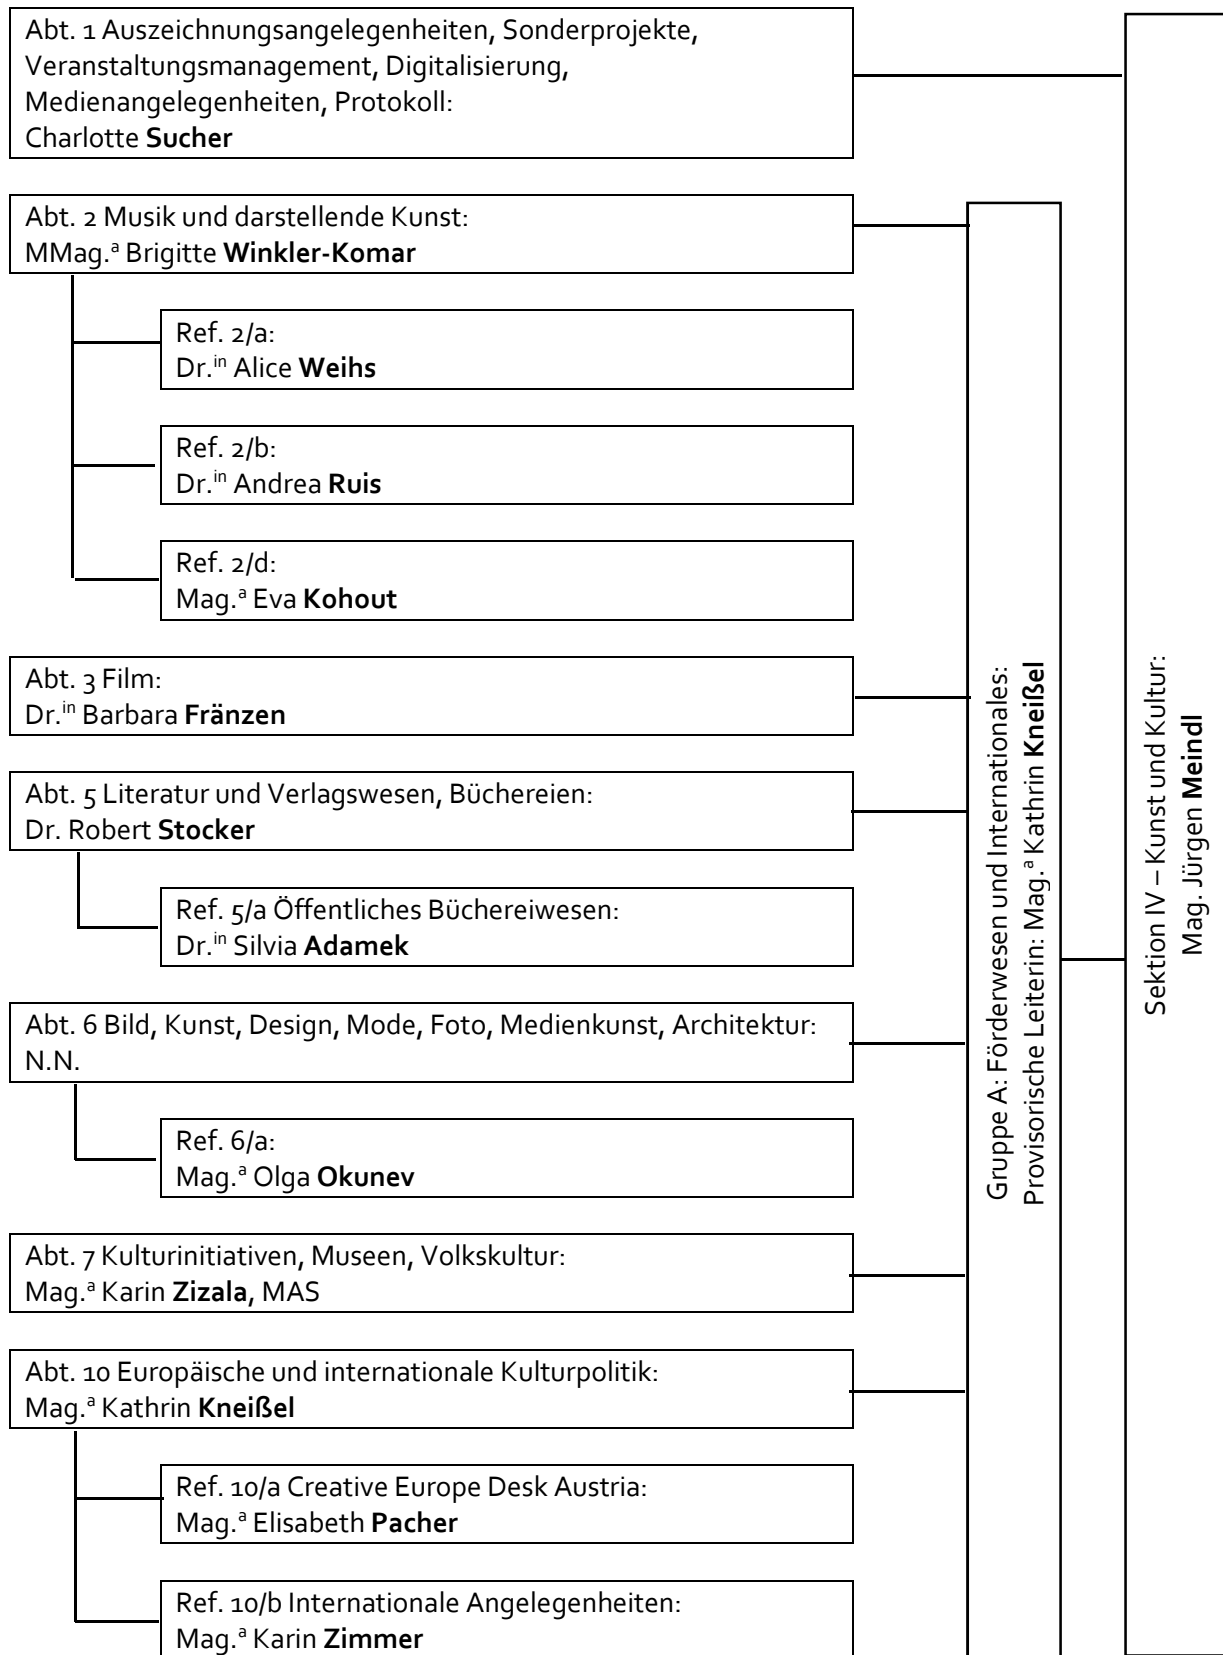 Abt. 1 Auszeichnungsangelegenheiten, Sonderprojekte,
Veranstaltungsmanagement, Digitalisierung,
Medienangelegenheiten, Protokoll:
Charlotte Sucher
Abt. 2 Musik und darstellende Kunst:
MMag.ª Brigitte Winkler-Komar
Ref. 2/a:
Dr.ⁱⁿ Alice Weihs
Ref. 2/b:
Dr.ⁱⁿ Andrea Ruis
Ref. 2/d:
Mag.ª Eva Kohout
Abt. 3 Film:
Dr.ⁱⁿ Barbara Fränzen
Abt. 5 Literatur und Verlagswesen, Büchereien:
Dr. Robert Stocker
Ref. 5/a Öffentliches Büchereiwesen:
Dr.ⁱⁿ Silvia Adamek
Abt. 6 Bild, Kunst, Design, Mode, Foto, Medienkunst, Architektur:
N.N.
Ref. 6/a:
Mag.ª Olga Okunev
Abt. 7 Kulturinitiativen, Museen, Volkskultur:
Mag.ª Karin Zizala, MAS
Abt. 10 Europäische und internationale Kulturpolitik:
Mag.ª Kathrin Kneißel
Ref. 10/a Creative Europe Desk Austria:
Mag.ª Elisabeth Pacher
Ref. 10/b Internationale Angelegenheiten:
Mag.ª Karin Zimmer
Gruppe A: Förderwesen und Internationales:
Provisorische Leiterin: Mag.ª Kathrin Kneißel
Sektion IV – Kunst und Kultur:
Mag. Jürgen Meindl